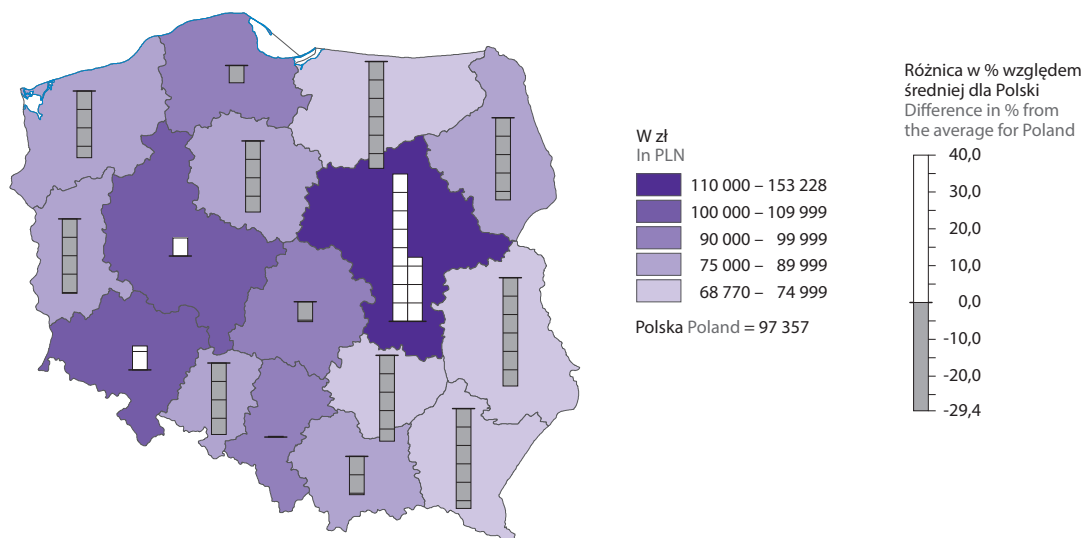 W zł
In PLN
110 000 – 153 228
100 000 – 109 999
90 000 – 99 999
75 000 – 89 999
68 770 – 74 999
Polska Poland = 97 357
Różnica w % względem
średniej dla Polski
Difference in % from
the average for Poland
40,0
30,0
20,0
10,0
0,0
-10,0
-20,0
-29,4